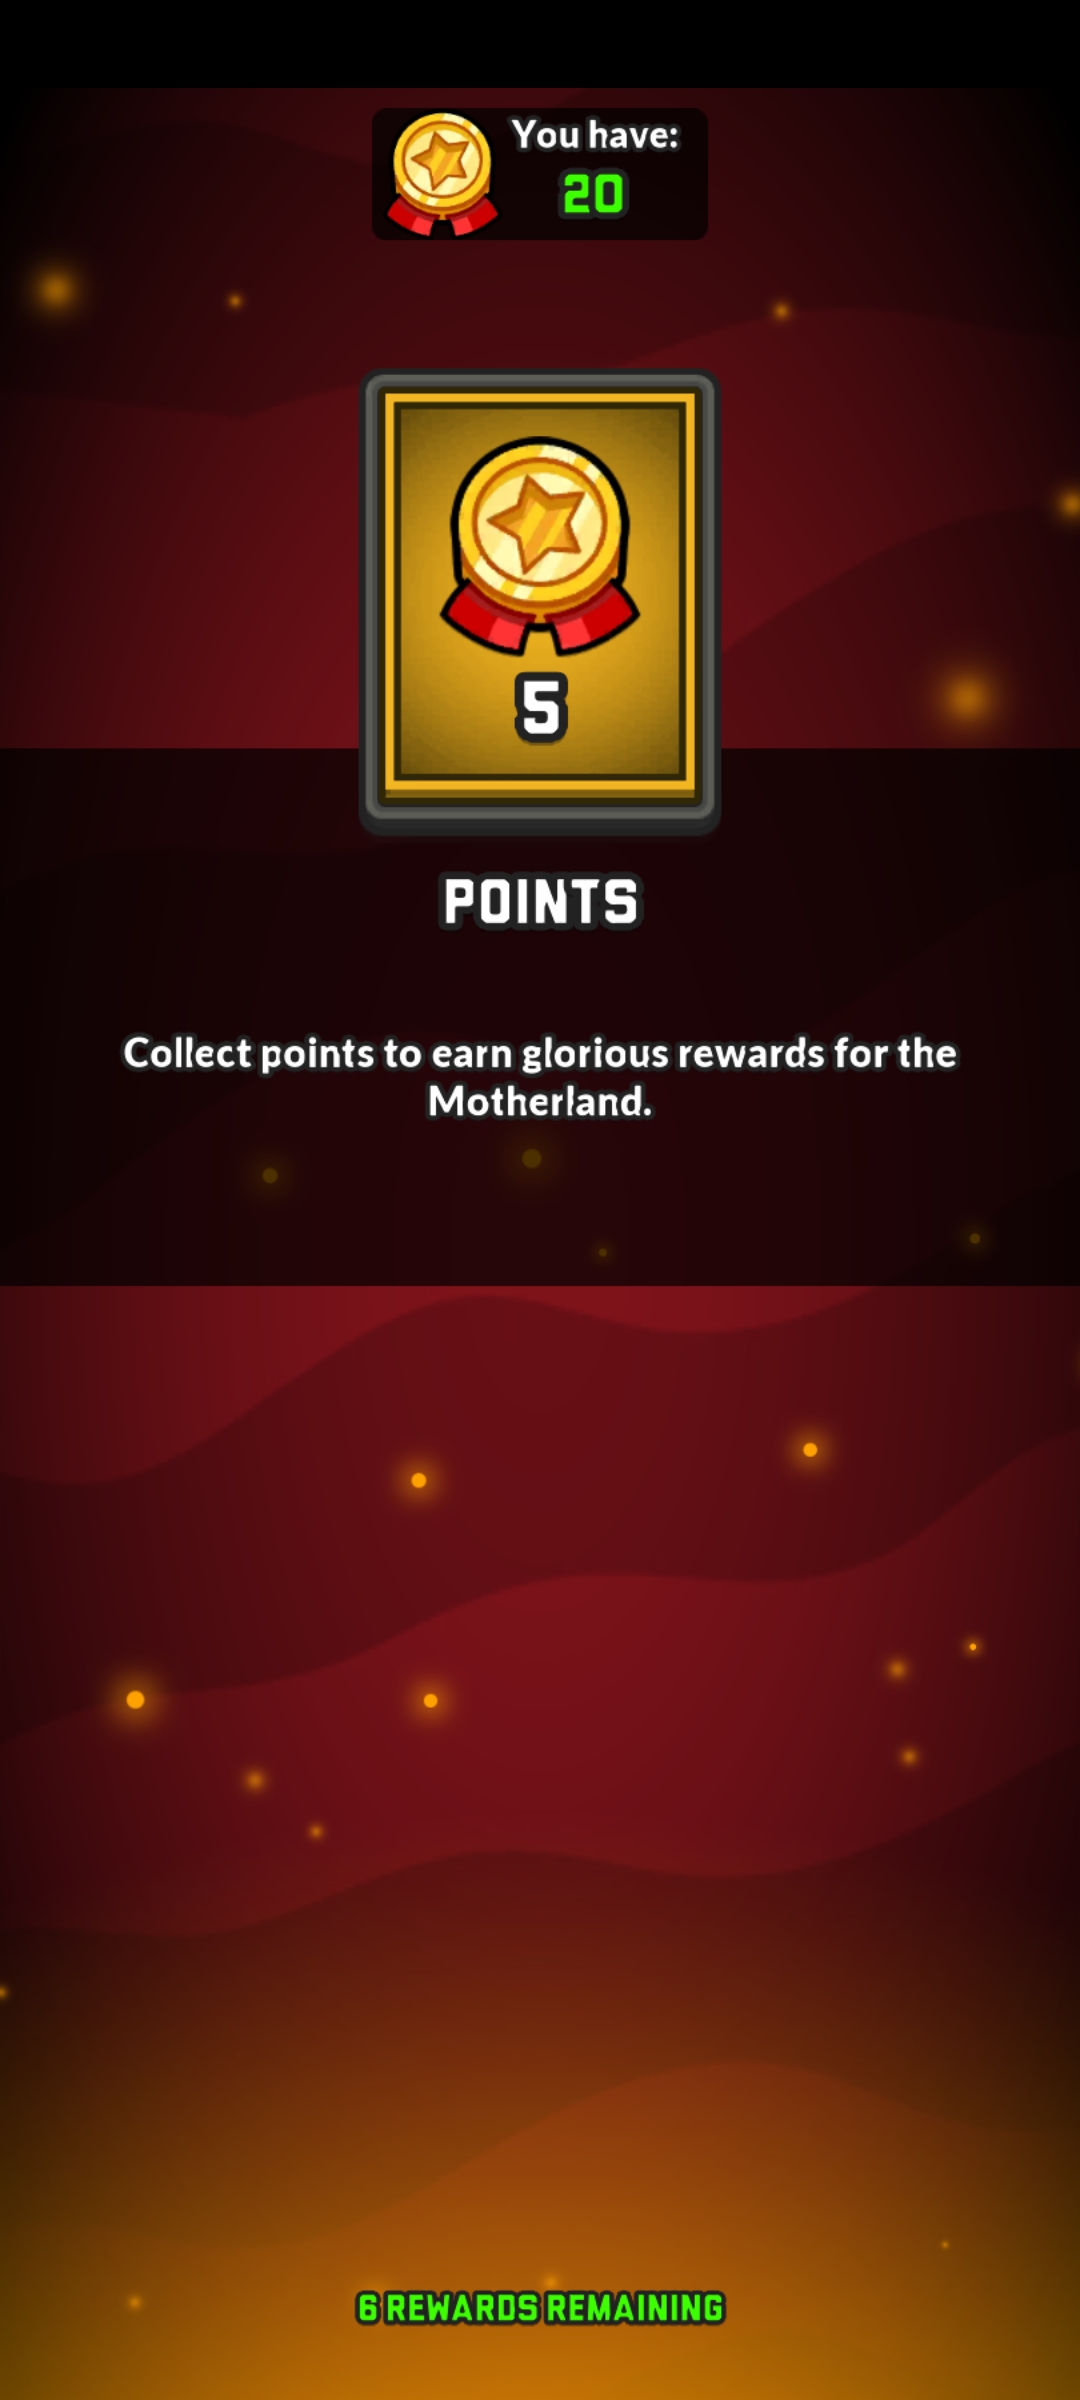 You have:
20
5
POINTS
Collect points to earn glorious rewards for the
Motherland.
6 REWARDS REMAINING